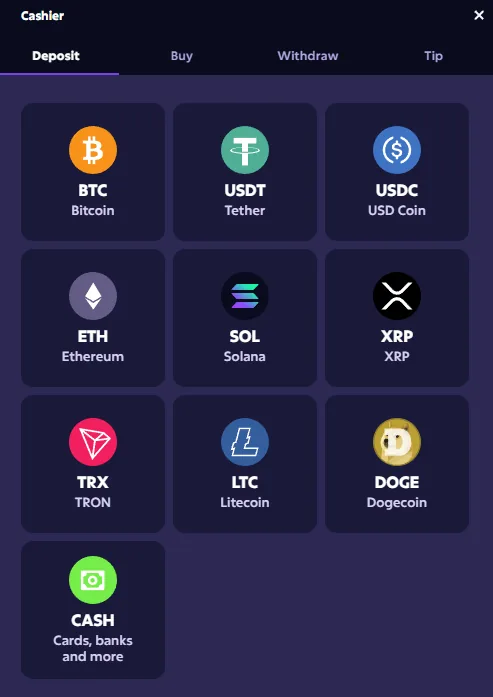 Cashier
Deposit Buy Withdraw Tip
BTC USDT USDC
Bitcoin Tether USD Coin
ETH SOL XRP
Ethereum Solana XRP
TRX LTC DOGE
TRON Litecoin Dogecoin
CASH
Cards, banks
and more